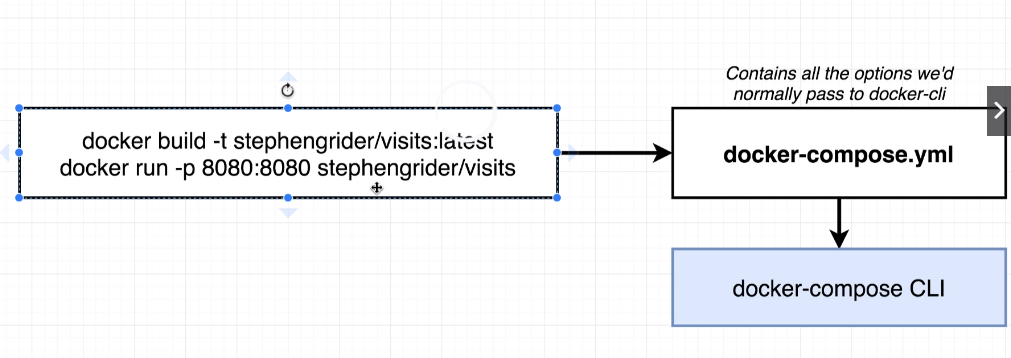 Contains all the options we'd
normally pass to docker-cli
docker build -t stephengrider/visits:latest
docker run -p 8080:8080 stephengrider/visits
docker-compose.yml
docker-compose CLI